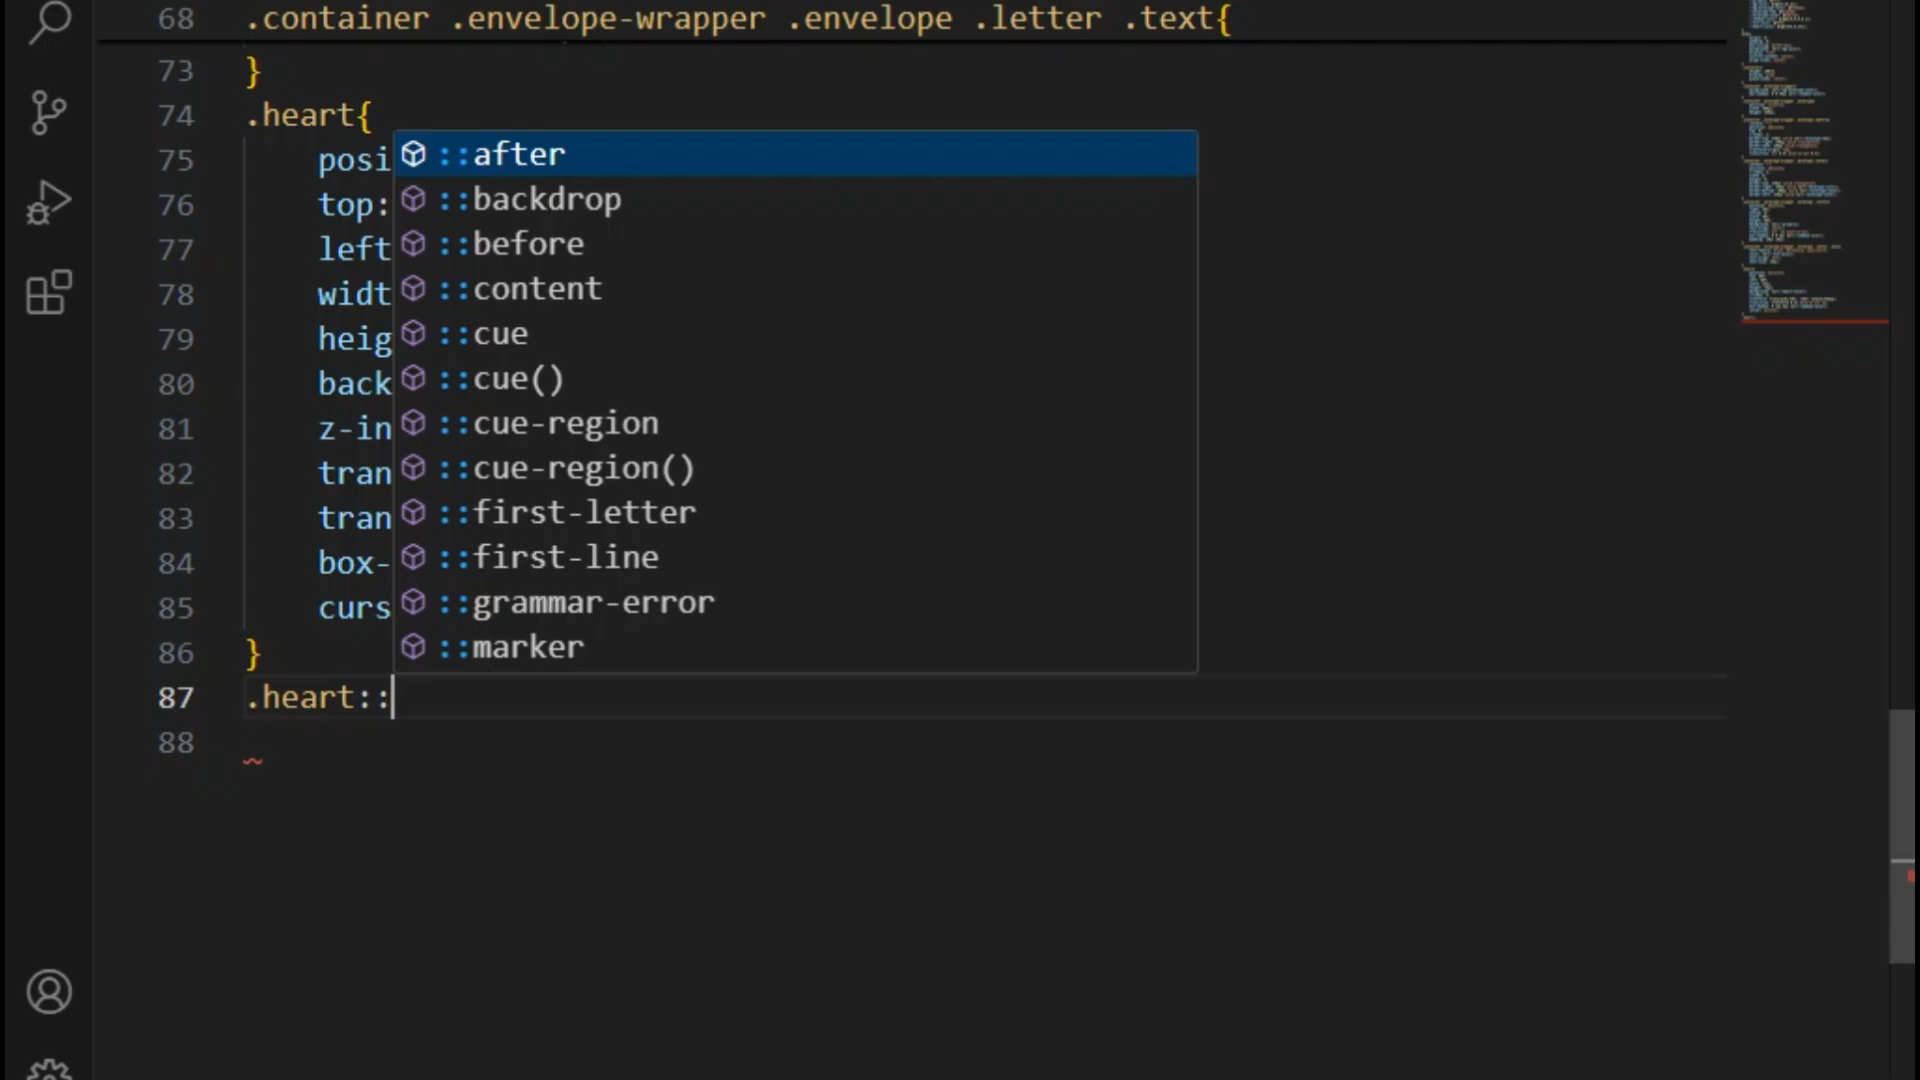 68 .container .envelope-wrapper .envelope .letter .text{
73 }
74 .heart{
75 posi
76 top:
77 left
78 widt
79 heig
80 back
81 z-in
82 tran
83 tran
84 box-
85 curs
::after
::backdrop
::before
::content
::cue
::cue()
::cue-region
::cue-region()
::first-letter
::first-line
::grammar-error
::marker
86 }
87 .heart::
88